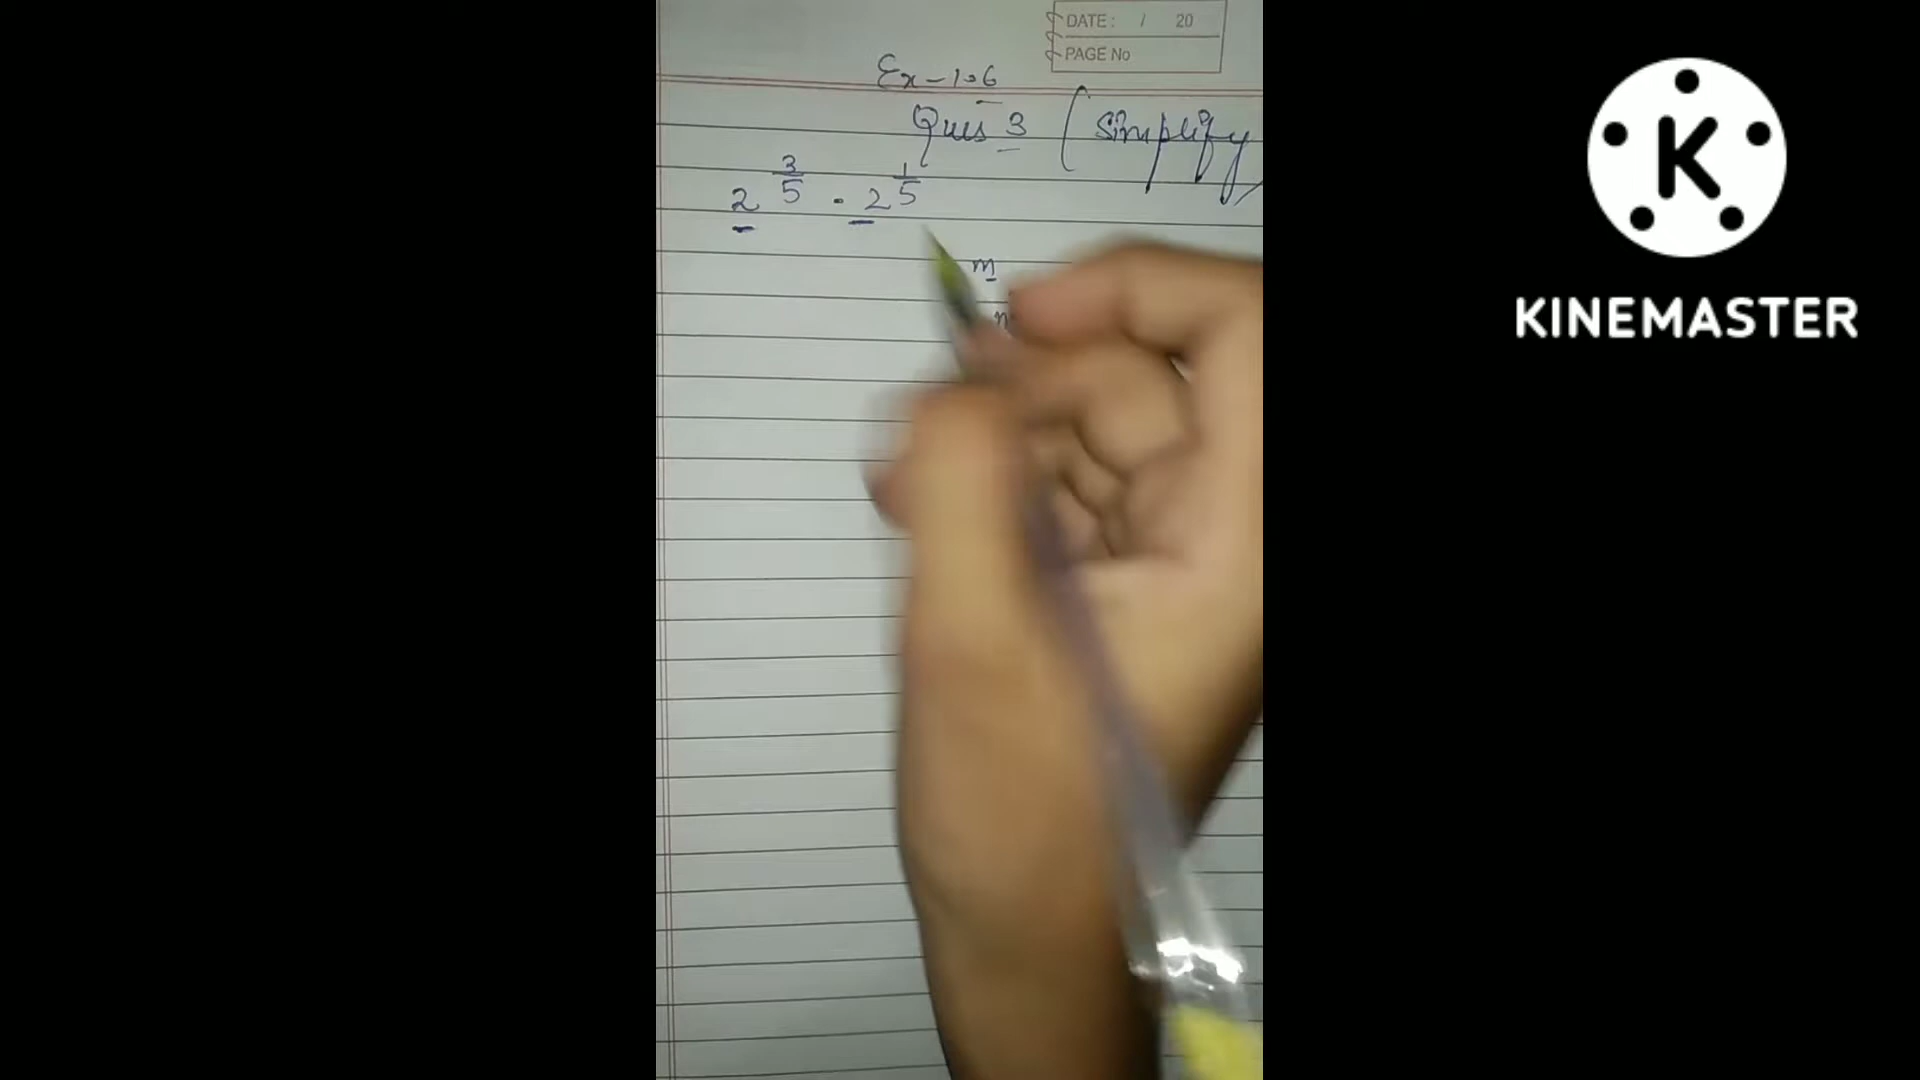 DATE : / 20
PAGE No
Ex - 1.6
Ques 3 (Simplify)
2^(3/5) . 2^(1/5)
m
n
KINEMASTER